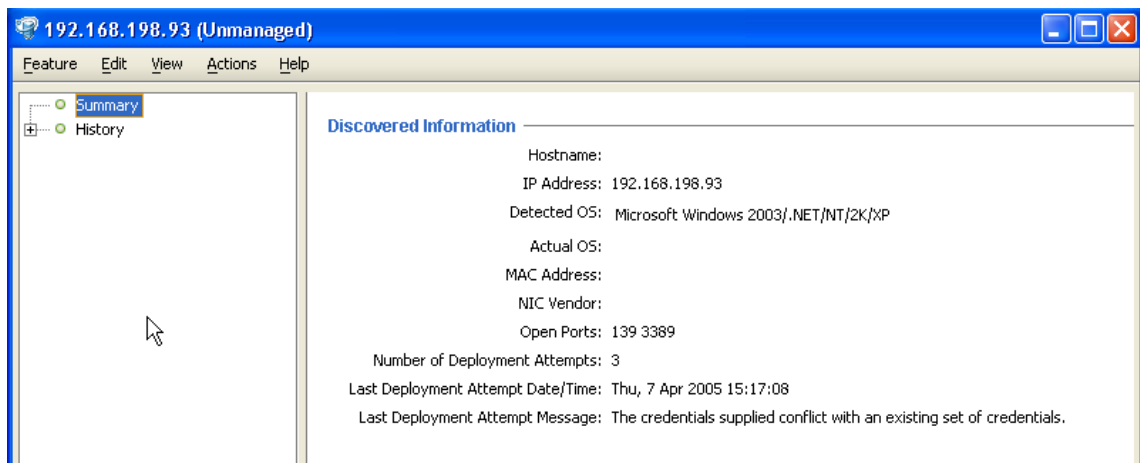 192.168.198.93 (Unmanaged)
Feature Edit View Actions Help
Summary
History
Discovered Information
Hostname:
IP Address: 192.168.198.93
Detected OS: Microsoft Windows 2003/.NET/NT/2K/XP
Actual OS:
MAC Address:
NIC Vendor:
Open Ports: 139 3389
Number of Deployment Attempts: 3
Last Deployment Attempt Date/Time: Thu, 7 Apr 2005 15:17:08
Last Deployment Attempt Message: The credentials supplied conflict with an existing set of credentials.